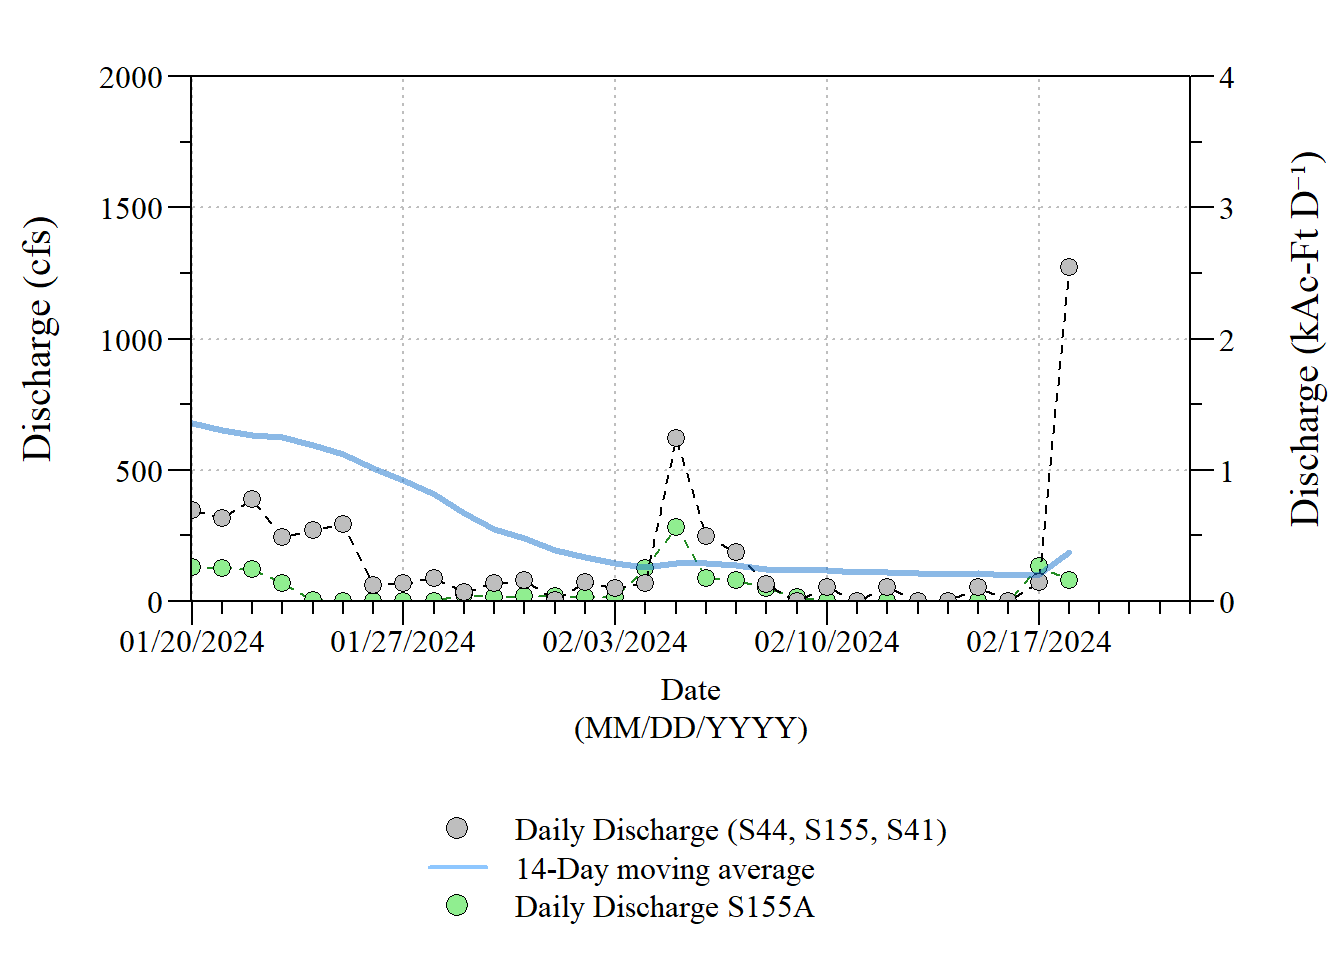 2000
1500
1000
500
0
Discharge (cfs)
4
3
2
1
0
Discharge (kAc-Ft D⁻¹)
01/20/2024
01/27/2024
02/03/2024
02/10/2024
02/17/2024
Date
(MM/DD/YYYY)
Daily Discharge (S44, S155, S41)
14-Day moving average
Daily Discharge S155A